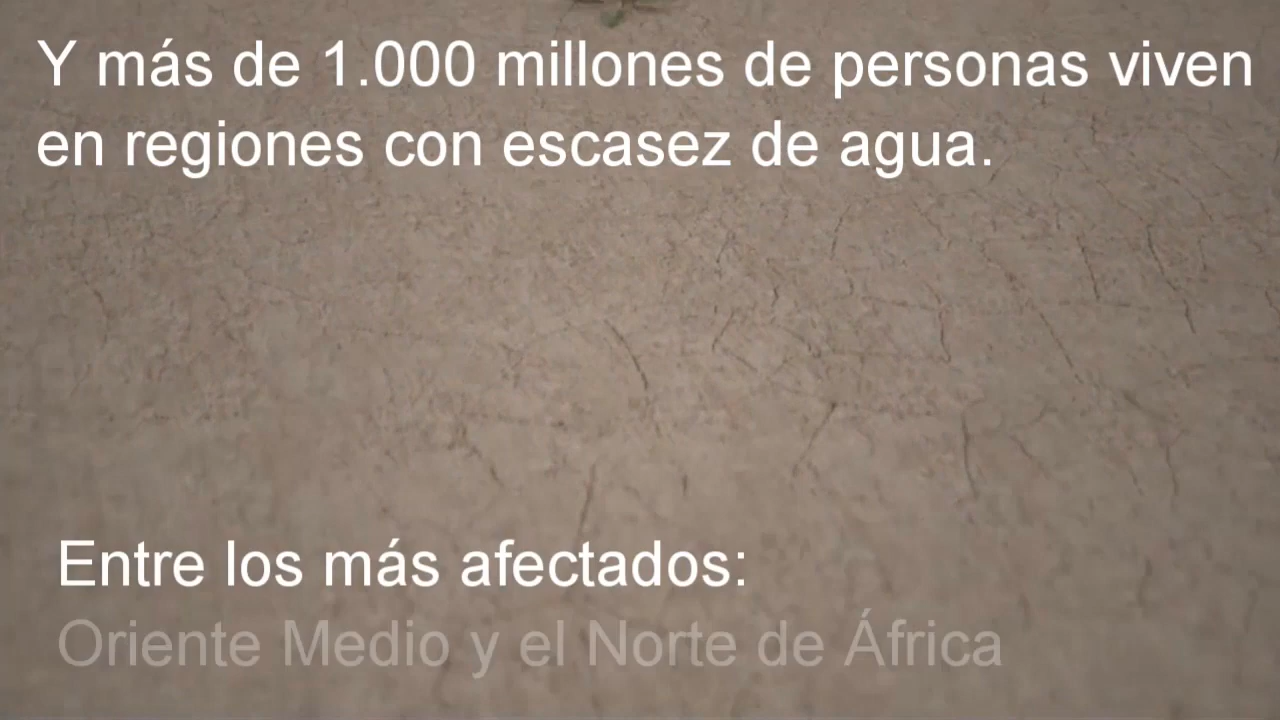 Y más de 1.000 millones de personas viven
en regiones con escasez de agua.
Entre los más afectados:
Oriente Medio y el Norte de África